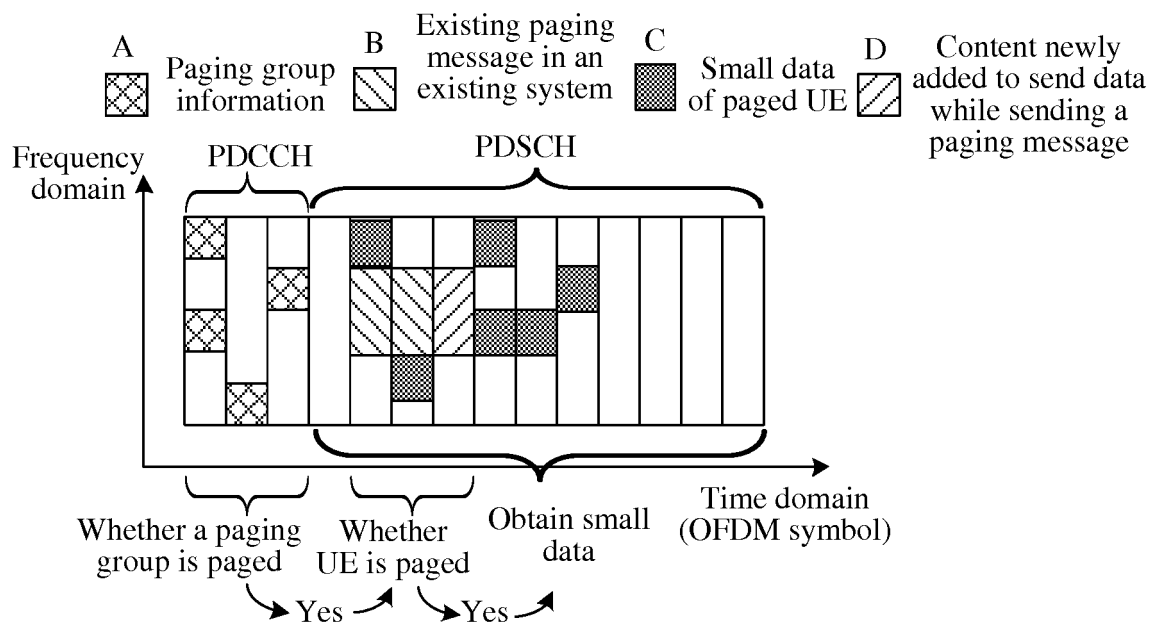 A
Paging group
information
B
Existing paging
message in an
existing system
C
Small data
of paged UE
D
Content newly
added to send data
while sending a
paging message
Frequency
domain
PDCCH
PDSCH
Time domain
(OFDM symbol)
Whether a paging
group is paged
Whether
UE is paged
Obtain small
data
Yes
Yes